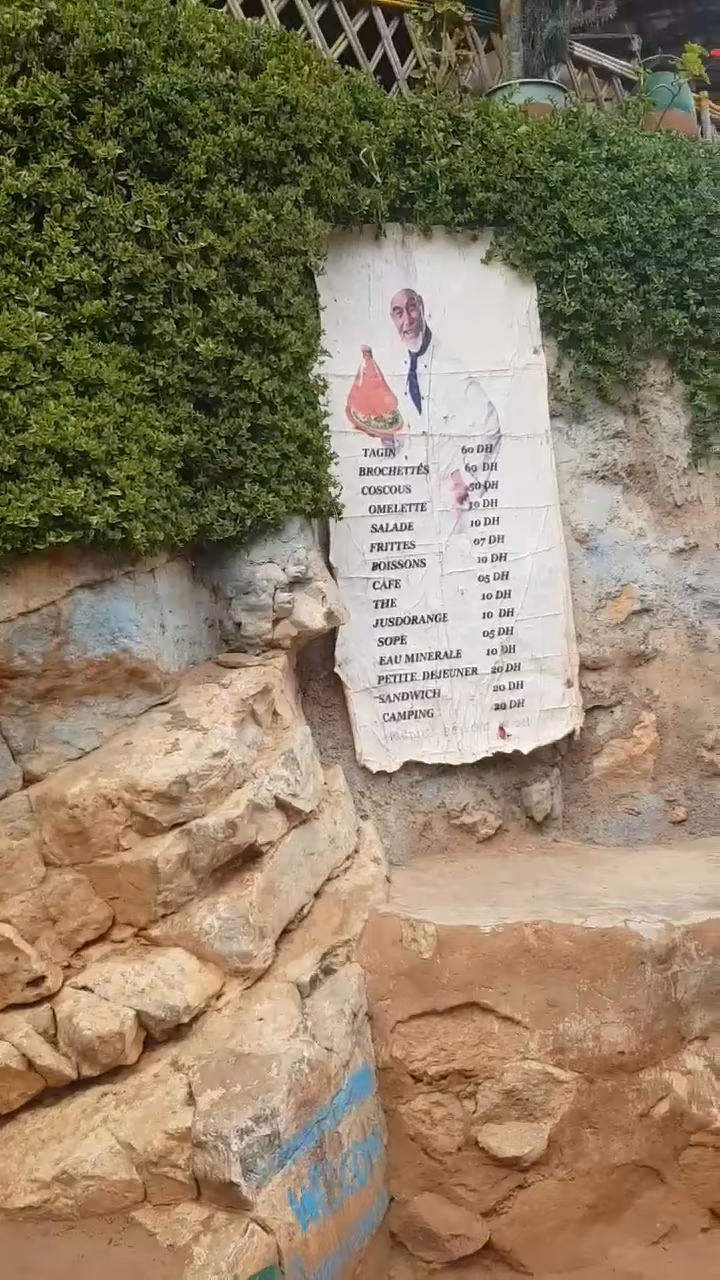 TAGIN 60 DH
BROCHETTES 60 DH
COSCOUS 50 DH
OMELETTE 10 DH
SALADE 10 DH
FRITTES 07 DH
BOISSONS 10 DH
CAFE 05 DH
THE 10 DH
JUSDORANGE 10 DH
SOPE 05 DH
EAU MINERALE 10 DH
PETITE DEJEUNER 20 DH
SANDWICH 20 DH
CAMPING 20 DH